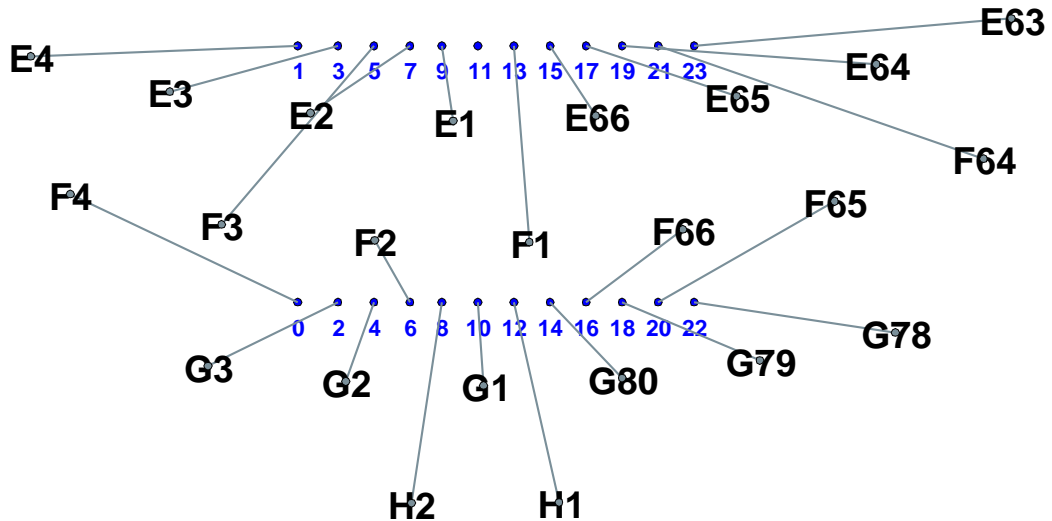 E63
E4
1 3 5 7 9 11 13 15 17 19 21 23
E64
E3 E65
E2 E1 E66
F64
F4 F65
F3 F2 F1 F66
0 2 4 6 8 10 12 14 16 18 20 22
G78
G3 G2 G1 G80 G79
H2 H1